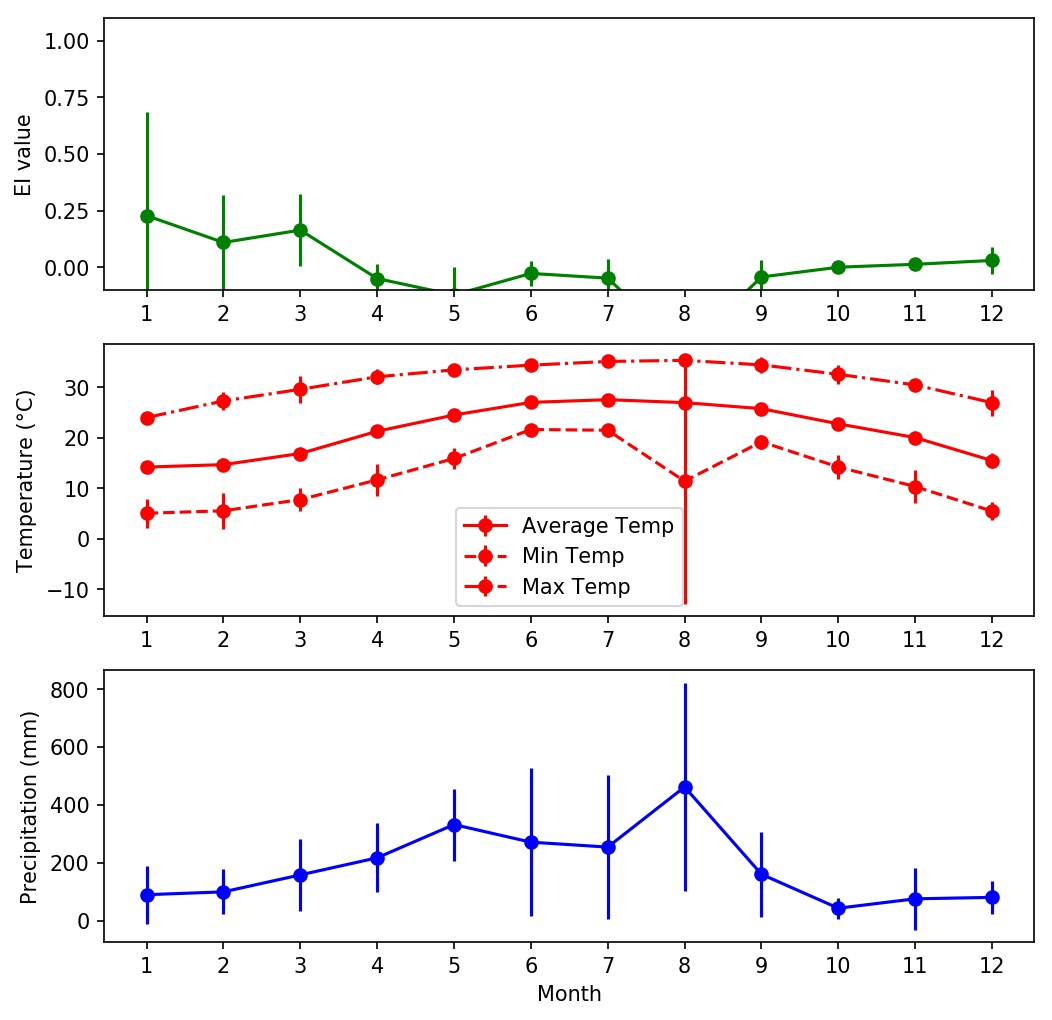 EI value
1.00
0.75
0.50
0.25
0.00
1 2 3 4 5 6 7 8 9 10 11 12
Temperature (°C)
30
20
10
0
−10
Average Temp
Min Temp
Max Temp
1 2 3 4 5 6 7 8 9 10 11 12
Precipitation (mm)
800
600
400
200
0
1 2 3 4 5 6 7 8 9 10 11 12
Month